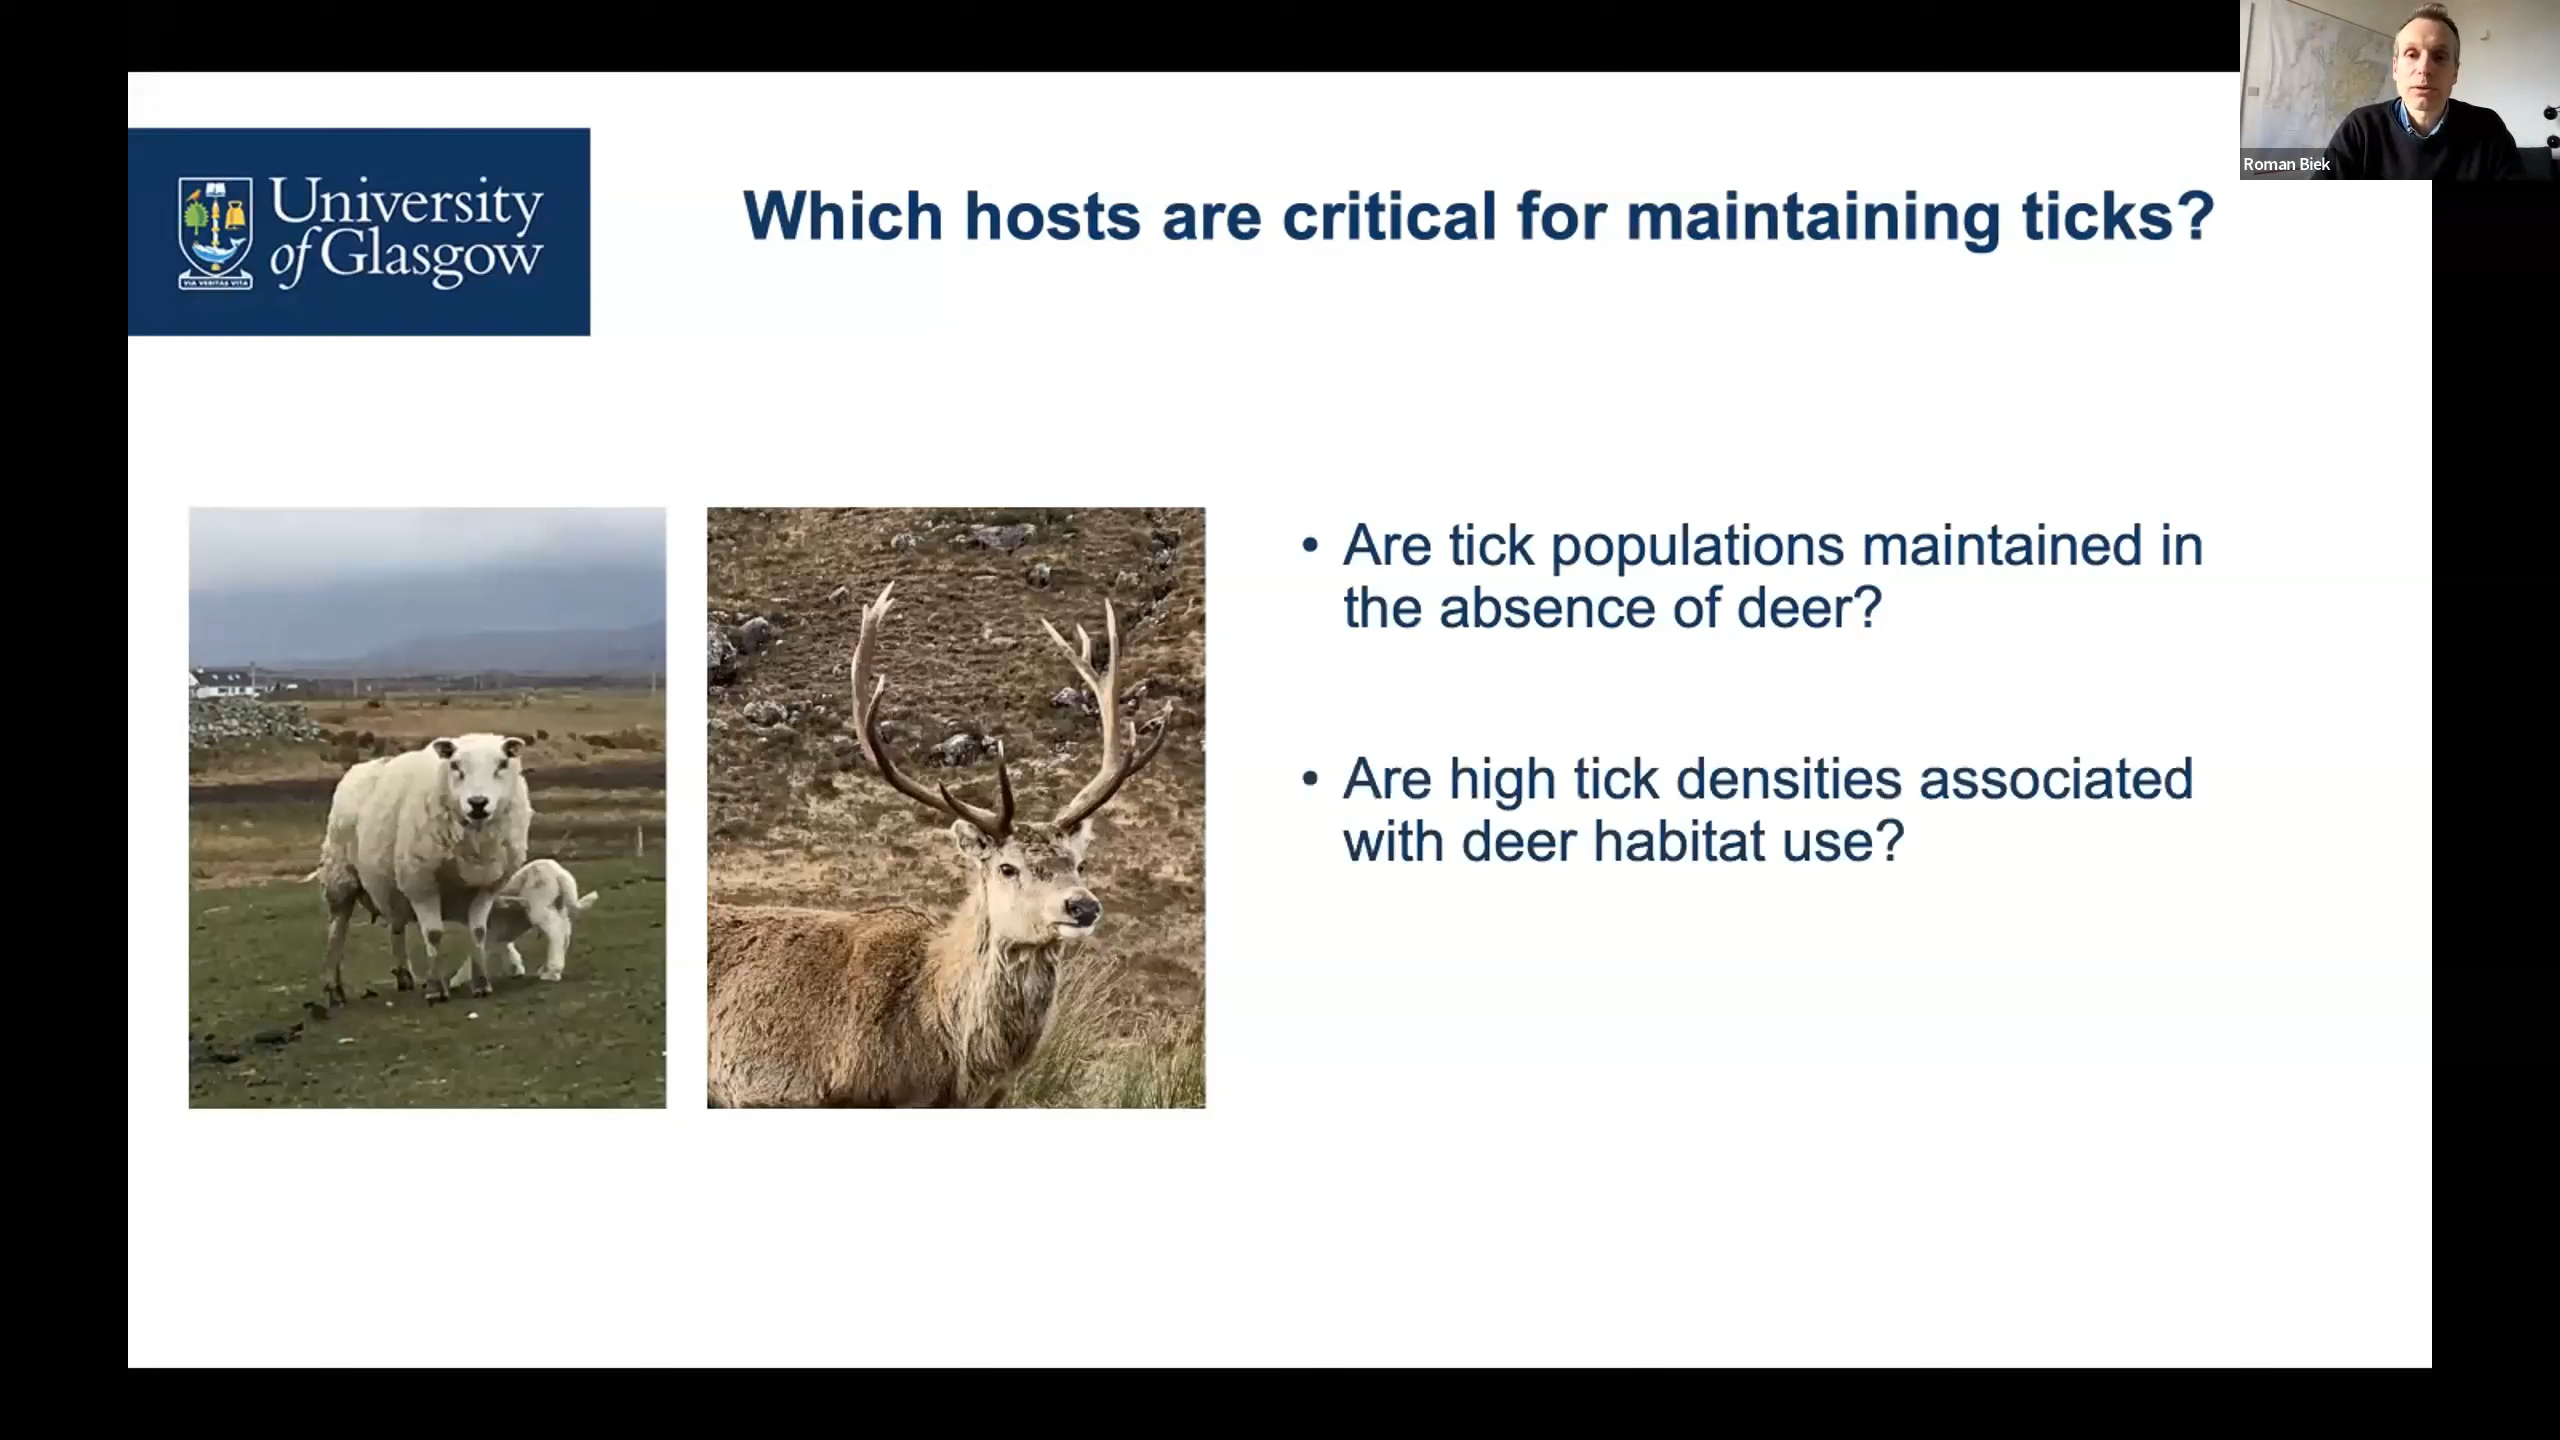 Roman Biek
University
of Glasgow
VIA VERITAS VITA
Which hosts are critical for maintaining ticks?
• Are tick populations maintained in
the absence of deer?
• Are high tick densities associated
with deer habitat use?